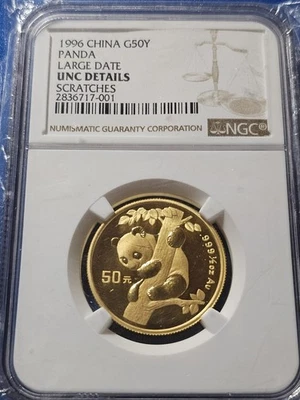 1996 CHINA G50Y
PANDA
LARGE DATE
UNC DETAILS
SCRATCHES
2836717-001
NUMISMATIC GUARANTY CORPORATION
NGC
50元
.999 ½oz Au